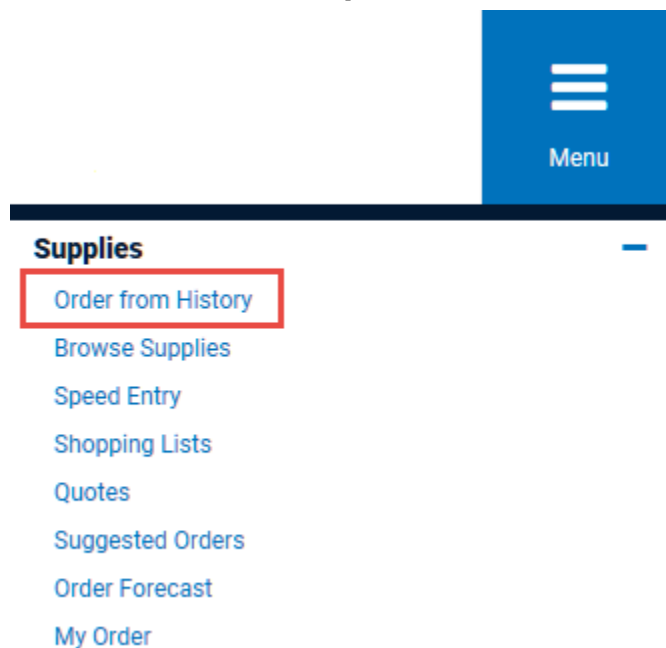 Menu
Supplies
Order from History
Browse Supplies
Speed Entry
Shopping Lists
Quotes
Suggested Orders
Order Forecast
My Order